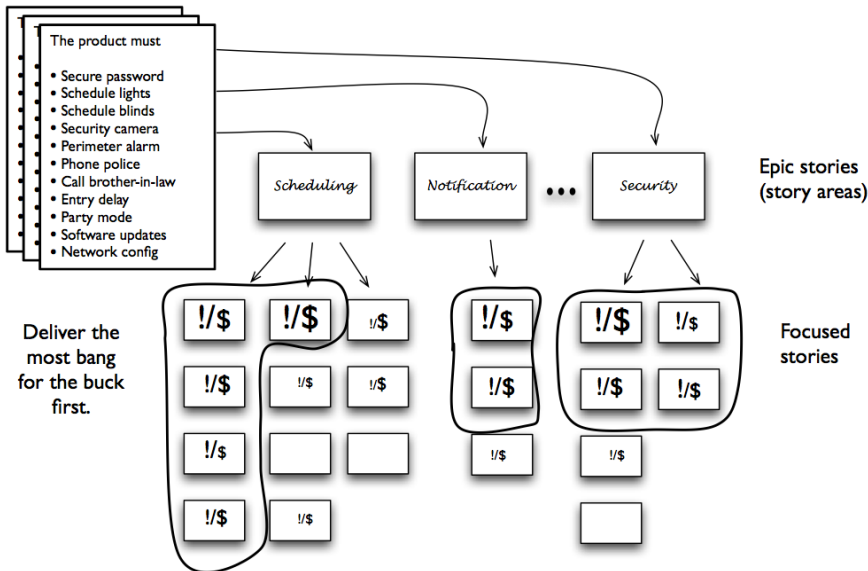 The product must
• Secure password
• Schedule lights
• Schedule blinds
• Security camera
• Perimeter alarm
• Phone police
• Call brother-in-law
• Entry delay
• Party mode
• Software updates
• Network config
Scheduling
Notification
•••
Security
Epic stories
(story areas)
Deliver the
most bang
for the buck
first.
!/$ !/$ !/$ !/$ !/$ !/$
!/$ !/$ !/$ !/$ !/$ !/$
!/$ !/$ !/$
!/$ !/$
Focused
stories